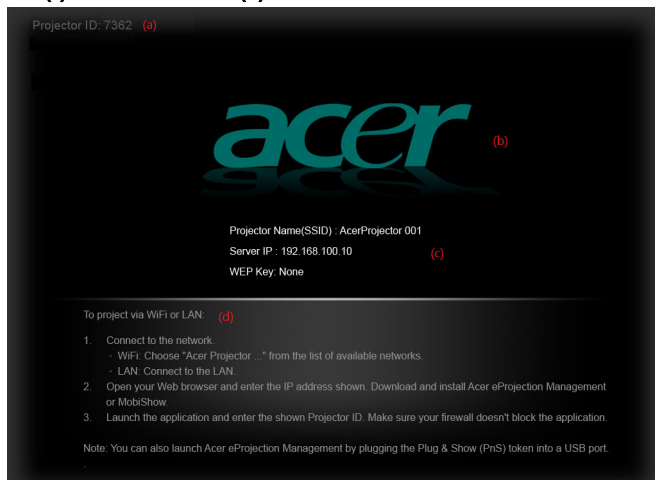 Projector ID: 7362 (a)
acer
(b)
Projector Name(SSID) : AcerProjector 001
Server IP : 192.168.100.10
(c)
WEP Key: None
To project via WiFi or LAN: (d)
1. Connect to the network.
- WiFi: Choose "Acer Projector ..." from the list of available networks.
- LAN: Connect to the LAN.
2. Open your Web browser and enter the IP address shown. Download and install Acer eProjection Management
or MobiShow.
3. Launch the application and enter the shown Projector ID. Make sure your firewall doesn't block the application.
Note: You can also launch Acer eProjection Management by plugging the Plug & Show (PnS) token into a USB port.
.